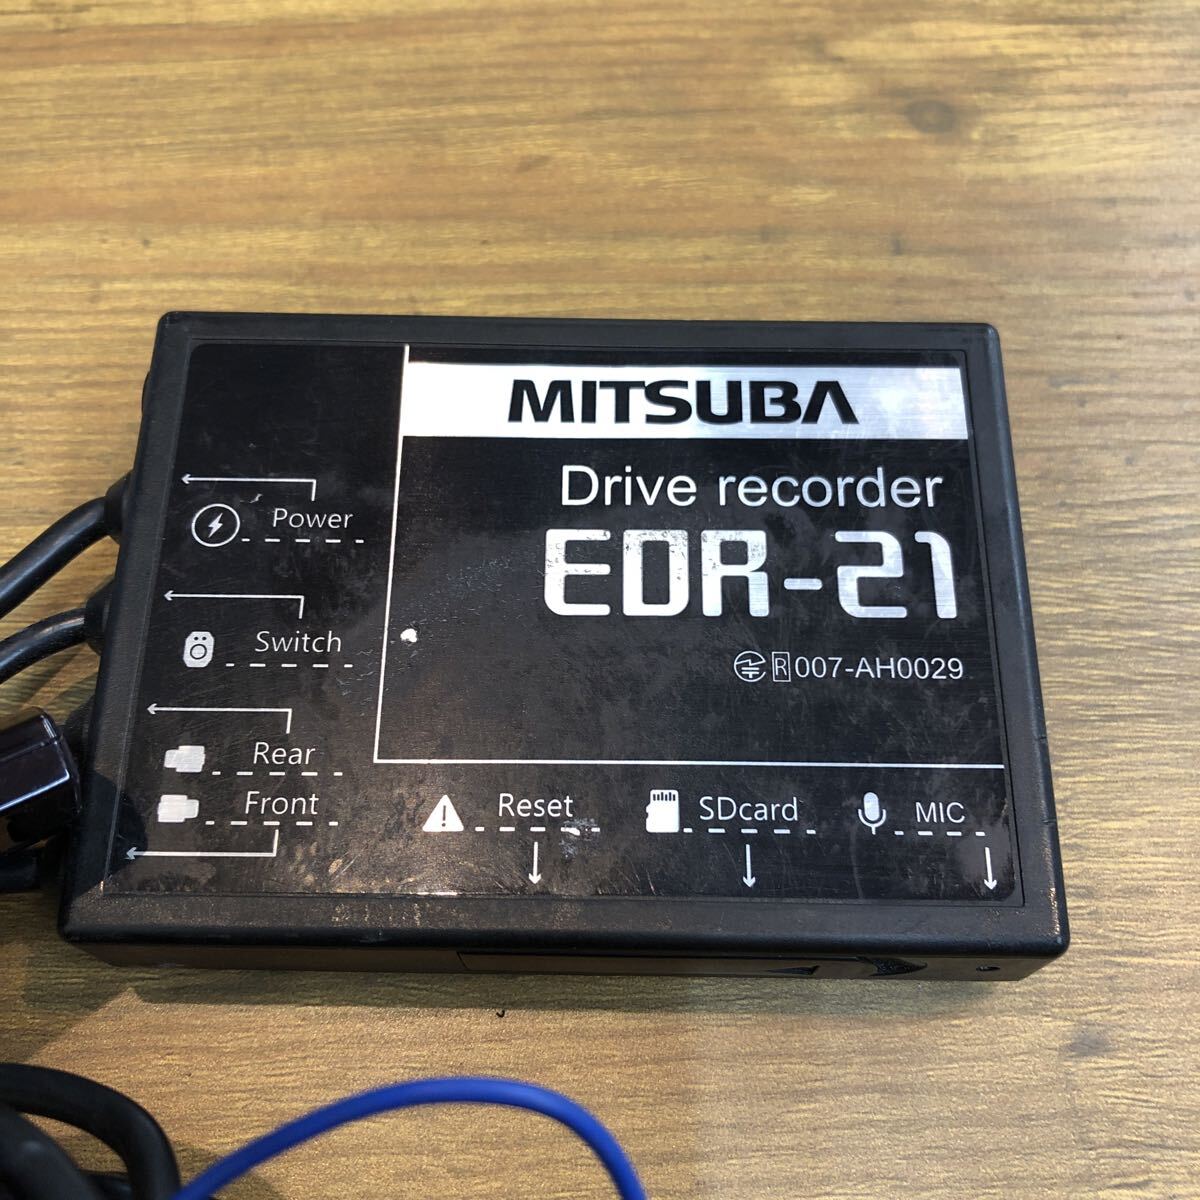 MITSUBA
Drive recorder
EDR-21
R 007-AH0029
Power
Switch
Rear
Front
Reset
SDcard
MIC